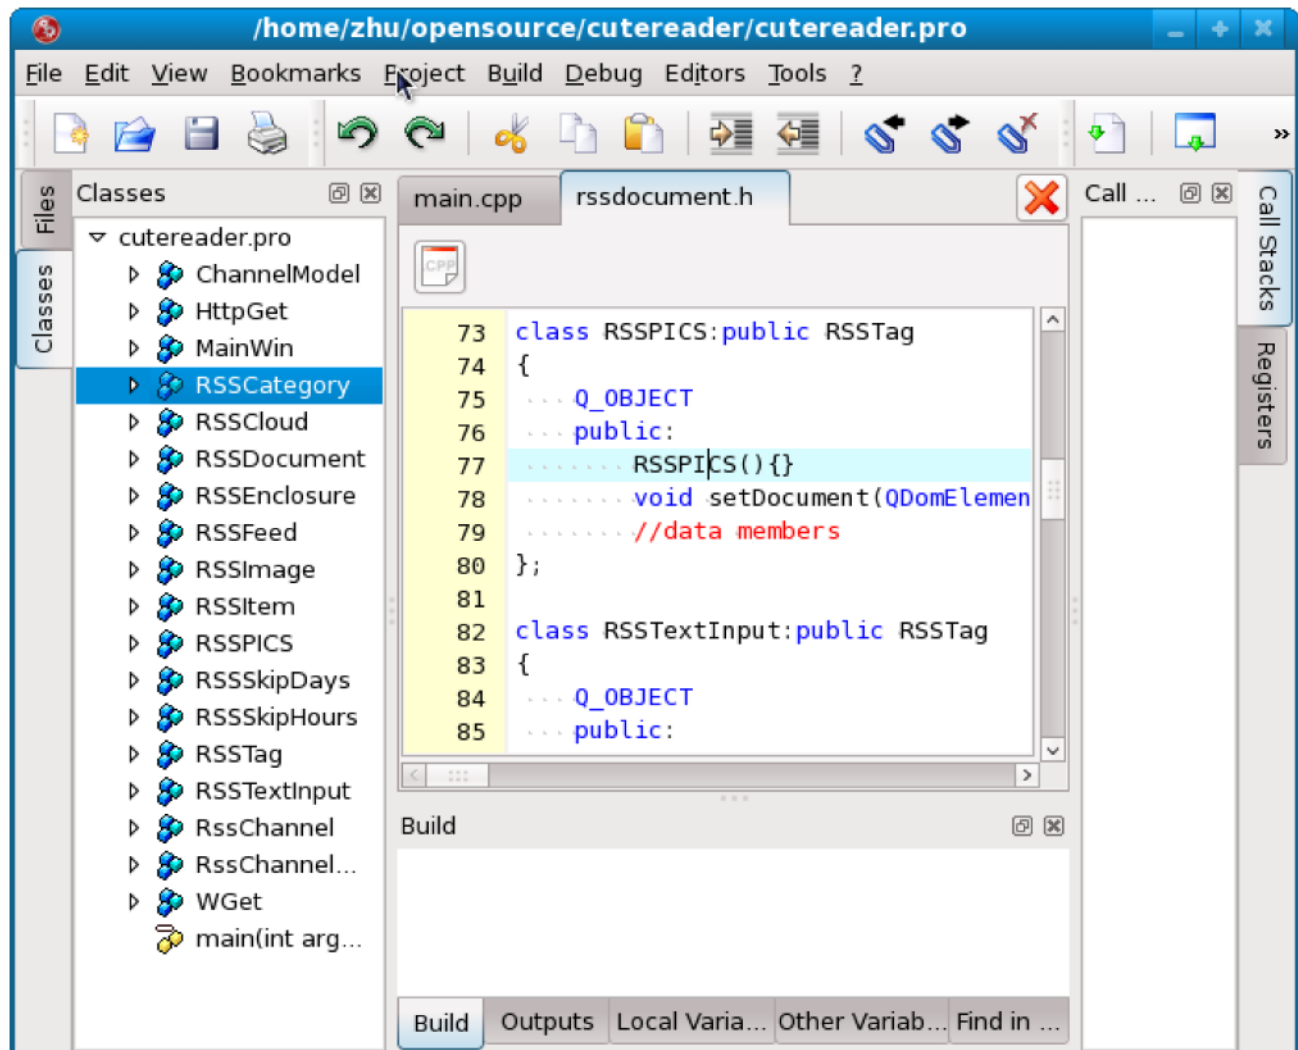 /home/zhu/opensource/cutereader/cutereader.pro
File Edit View Bookmarks Project Build Debug Editors Tools ?
»
Files
Classes
Classes
cutereader.pro
ChannelModel
HttpGet
MainWin
RSSCategory
RSSCloud
RSSDocument
RSSEnclosure
RSSFeed
RSSImage
RSSItem
RSSPICS
RSSSkipDays
RSSSkipHours
RSSTag
RSSTextInput
RssChannel
RssChannel...
WGet
main(int arg...
main.cpp rssdocument.h
.CPP
73 class RSSPICS:public RSSTag
74 {
75 Q_OBJECT
76 public:
77 RSSPICS(){}
78 void setDocument(QDomElemen
79 //data members
80 };
81
82 class RSSTextInput:public RSSTag
83 {
84 Q_OBJECT
85 public:
Build
Build Outputs Local Varia... Other Variab... Find in ...
Call ...
Call Stacks
Registers